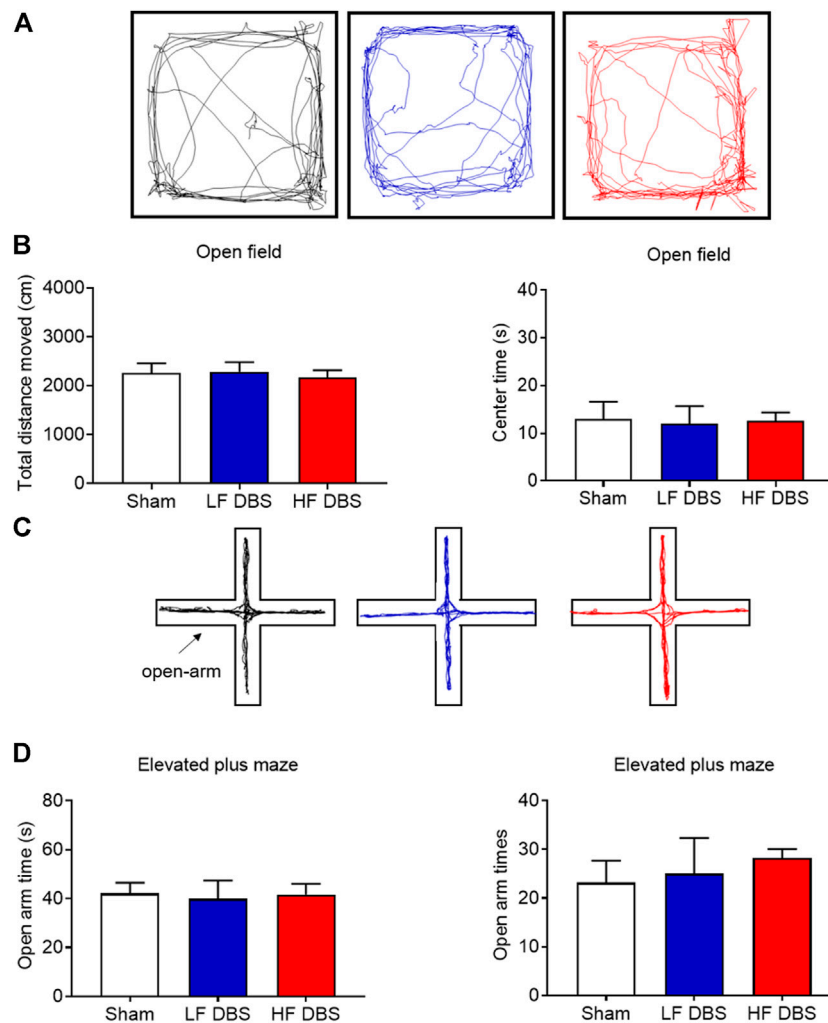 A
B
Open field
Total distance moved (cm)
4000
3000
2000
1000
0
Sham
LF DBS
HF DBS
Open field
Center time (s)
40
30
20
10
0
Sham
LF DBS
HF DBS
C
open-arm
D
Elevated plus maze
Open arm time (s)
80
60
40
20
0
Sham
LF DBS
HF DBS
Elevated plus maze
Open arm times
40
30
20
10
0
Sham
LF DBS
HF DBS